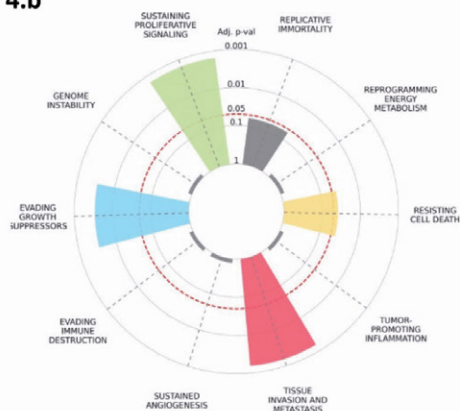 4.b
SUSTAINING
PROLIFERATIVE
SIGNALING
Adj. p-val
REPLICATIVE
IMMORTALITY
0.001
0.01
0.05
0.1
1
GENOME
INSTABILITY
REPROGRAMMING
ENERGY
METABOLISM
EVADING
GROWTH
SUPPRESSORS
RESISTING
CELL DEATH
EVADING
IMMUNE
DESTRUCTION
TUMOR-
PROMOTING
INFLAMMATION
SUSTAINED
ANGIOGENESIS
TISSUE
INVASION AND
METASTASIS